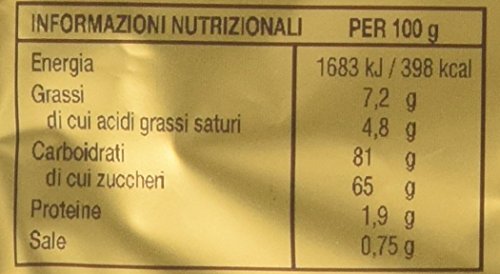 INFORMAZIONI NUTRIZIONALI PER 100 g
Energia 1683 kJ / 398 kcal
Grassi 7,2 g
di cui acidi grassi saturi 4,8 g
Carboidrati 81 g
di cui zuccheri 65 g
Proteine 1,9 g
Sale 0,75 g